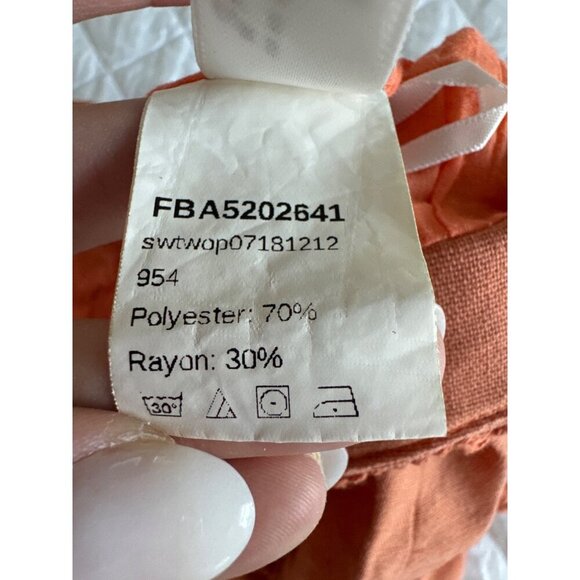 FBA5202641
swtwop07181212
954
Polyester: 70%
Rayon: 30%
30°